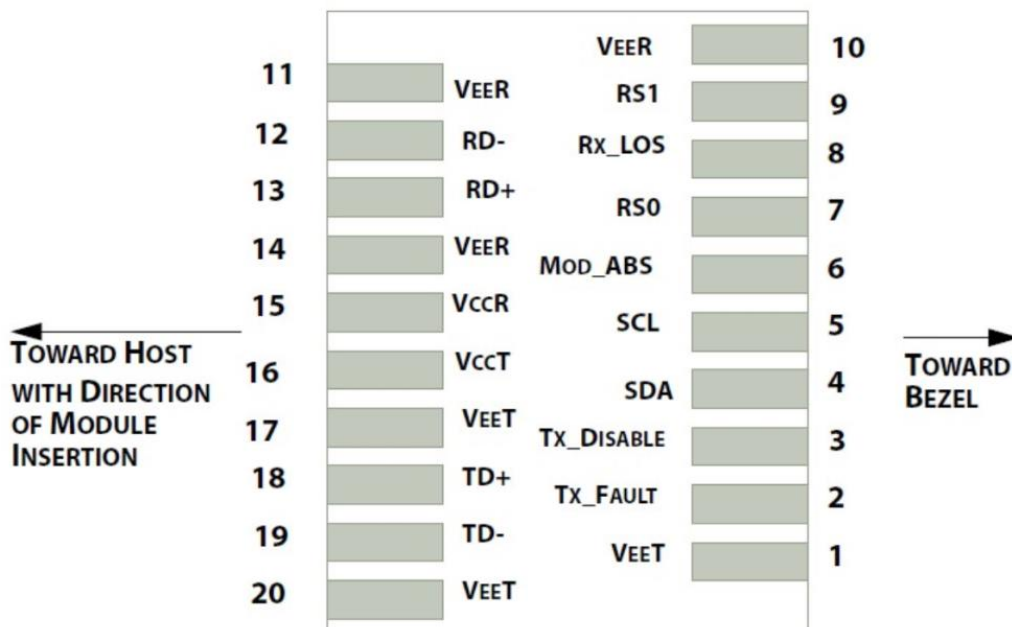 11 VEER
12 RD-
13 RD+
14 VEER
15 VCCR
16 VCCT
17 VEET
18 TD+
19 TD-
20 VEET
VEER 10
RS1 9
RX_LOS 8
RS0 7
MOD_ABS 6
SCL 5
SDA 4
TX_DISABLE 3
TX_FAULT 2
VEET 1
TOWARD HOST
WITH DIRECTION
OF MODULE
INSERTION
TOWARD
BEZEL